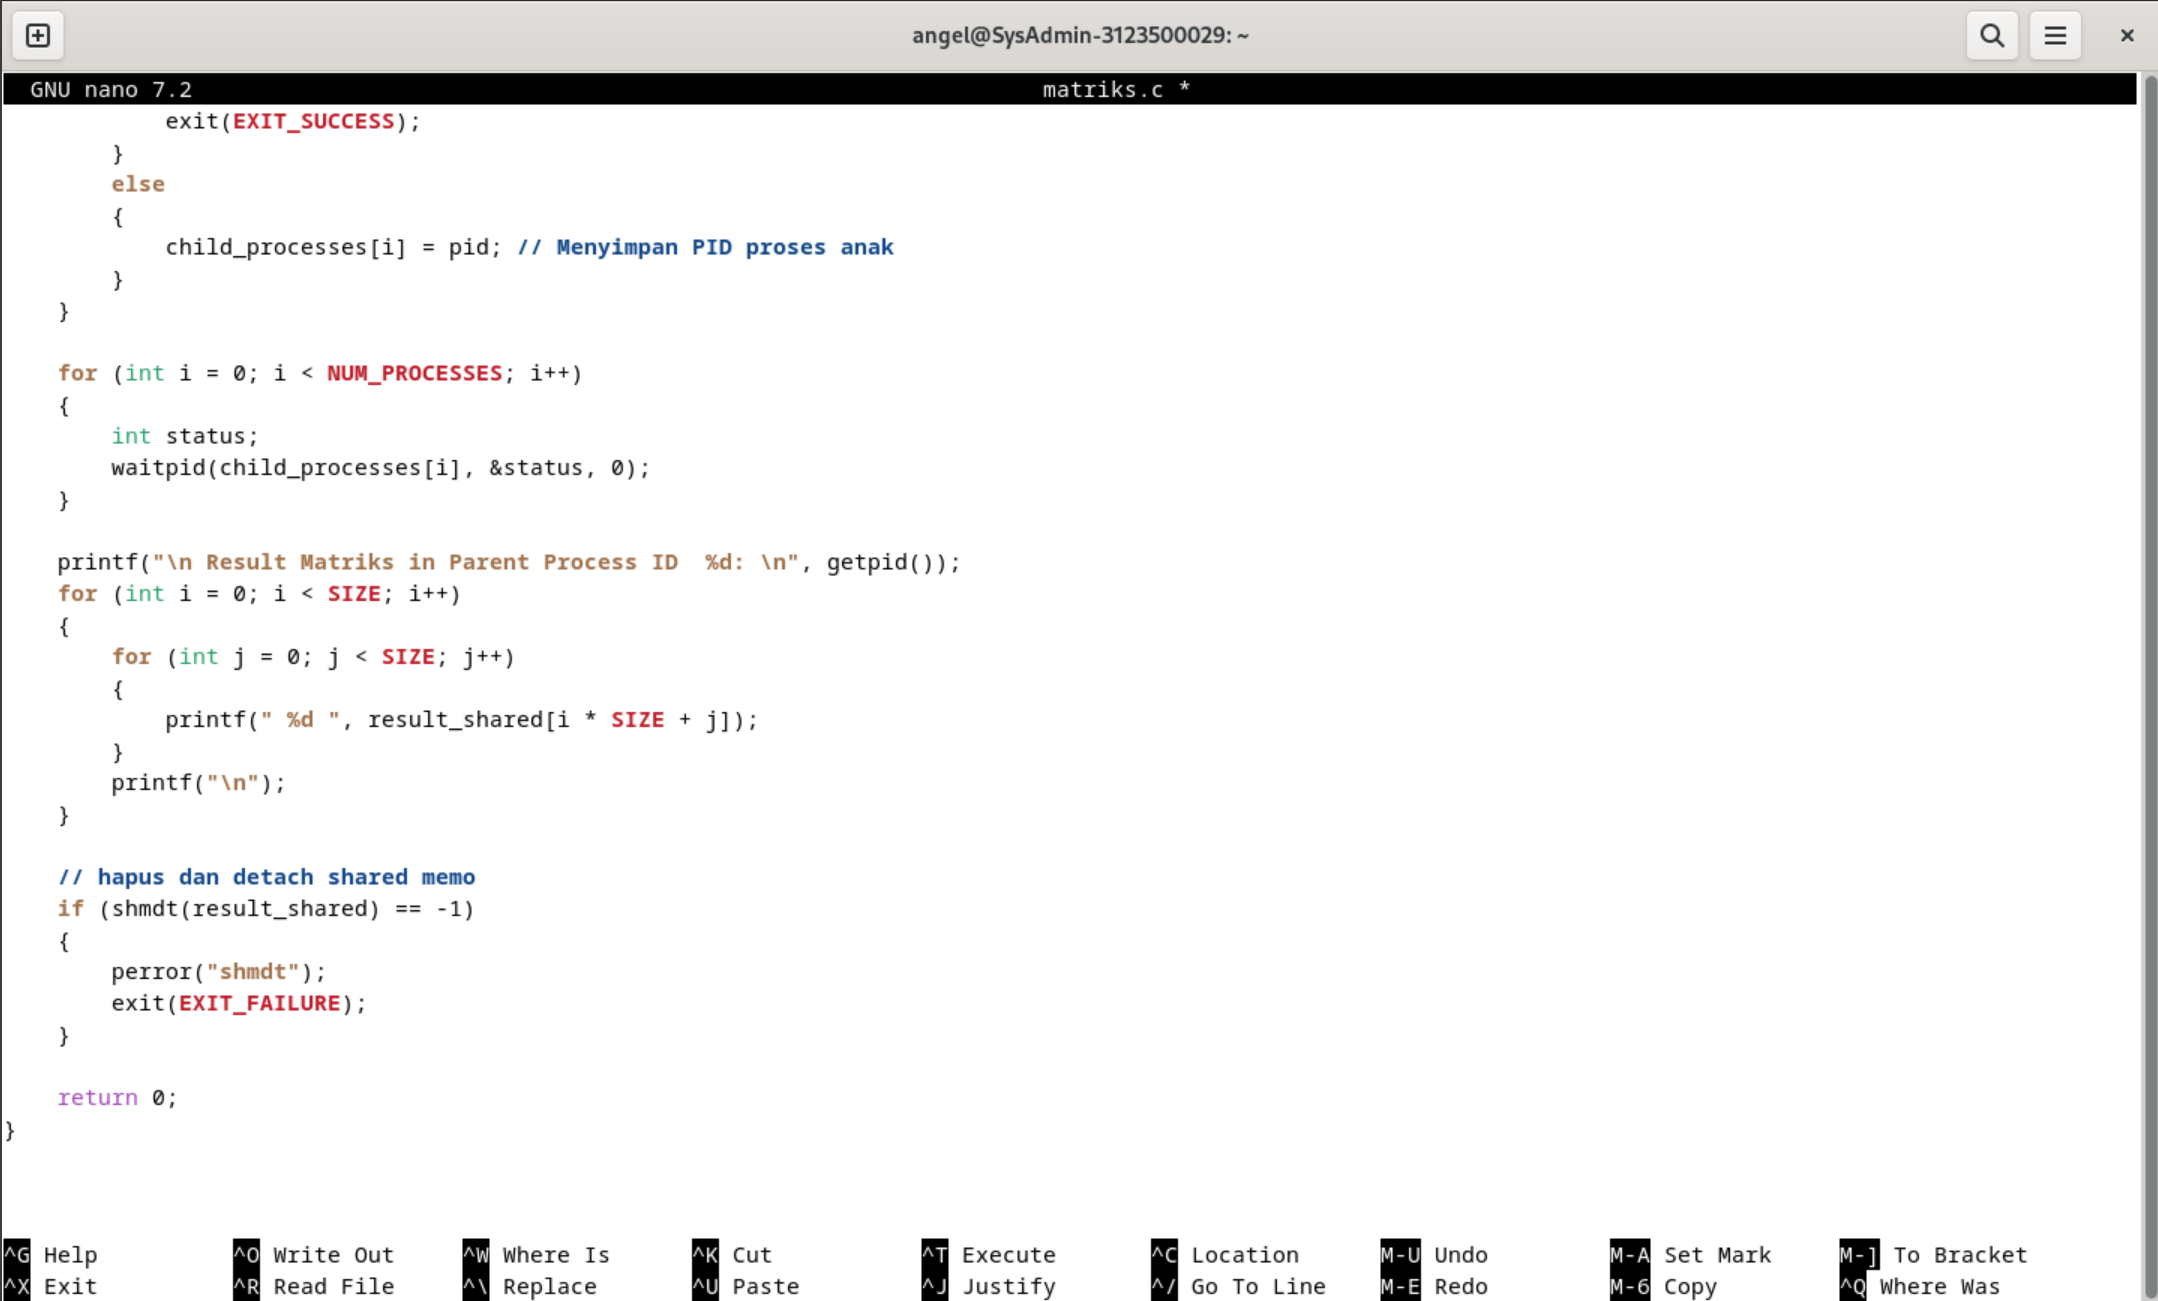 angel@SysAdmin-3123500029: ~
GNU nano 7.2 matriks.c *
            exit(EXIT_SUCCESS);
        }
        else
        {
            child_processes[i] = pid; // Menyimpan PID proses anak
        }
    }
    for (int i = 0; i < NUM_PROCESSES; i++)
    {
        int status;
        waitpid(child_processes[i], &status, 0);
    }
    printf("\n Result Matriks in Parent Process ID  %d: \n", getpid());
    for (int i = 0; i < SIZE; i++)
    {
        for (int j = 0; j < SIZE; j++)
        {
            printf(" %d ", result_shared[i * SIZE + j]);
        }
        printf("\n");
    }
    // hapus dan detach shared memo
    if (shmdt(result_shared) == -1)
    {
        perror("shmdt");
        exit(EXIT_FAILURE);
    }
    return 0;
}
^G Help ^O Write Out ^W Where Is ^K Cut ^T Execute ^C Location M-U Undo M-A Set Mark M-] To Bracket
^X Exit ^R Read File ^\ Replace ^U Paste ^J Justify ^/ Go To Line M-E Redo M-6 Copy ^Q Where Was